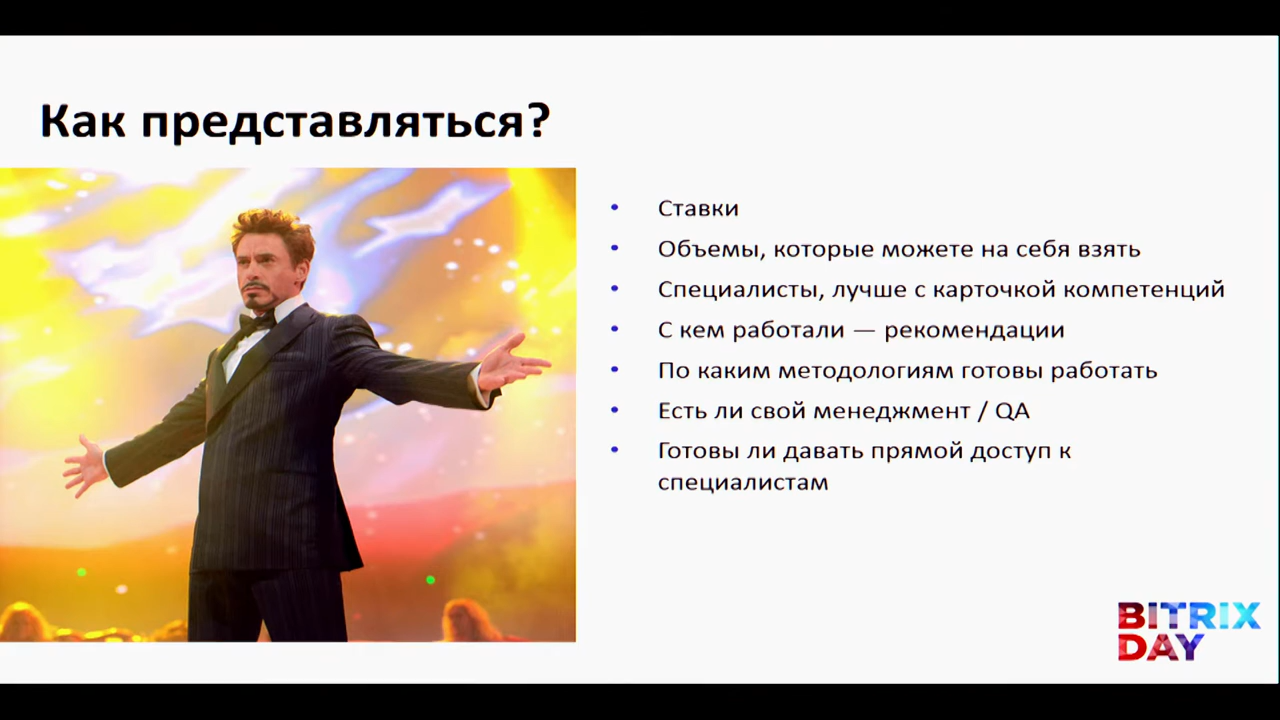 Как представляться?
• Ставки
• Объемы, которые можете на себя взять
• Специалисты, лучше с карточкой компетенций
• С кем работали — рекомендации
• По каким методологиям готовы работать
• Есть ли свой менеджмент / QA
• Готовы ли давать прямой доступ к
специалистам
BITRIX
DAY